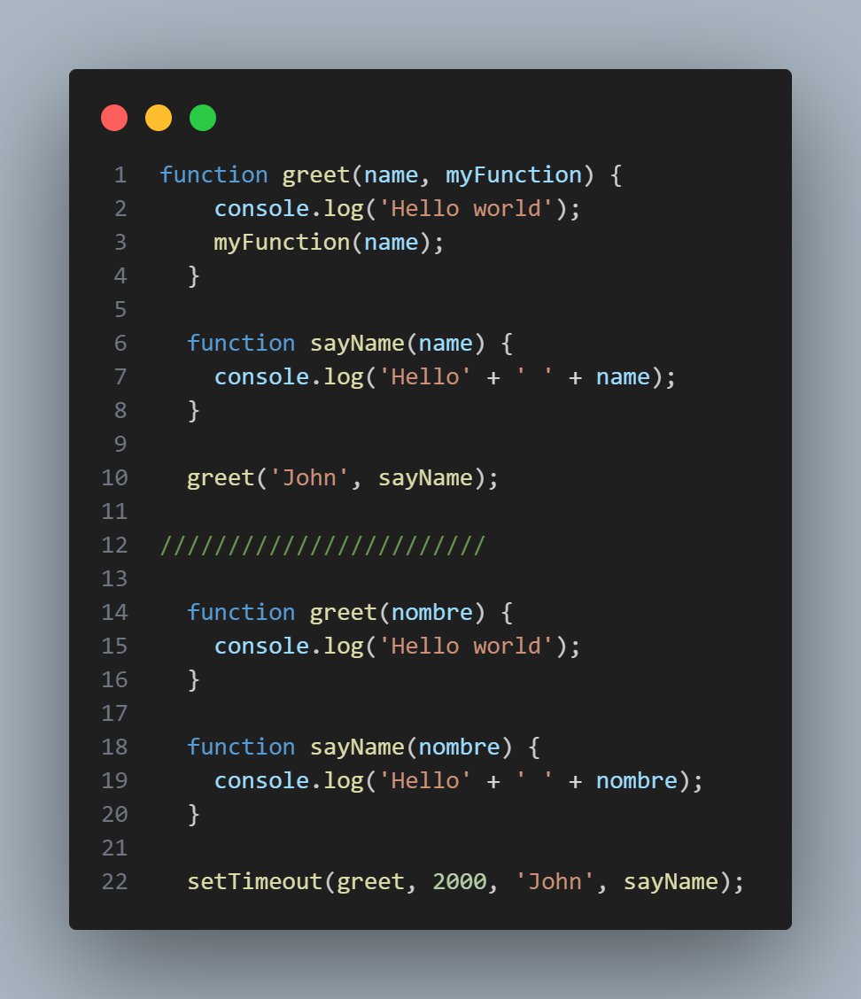 1 function greet(name, myFunction) {
2 console.log('Hello world');
3 myFunction(name);
4 }
5
6 function sayName(name) {
7 console.log('Hello' + ' ' + name);
8 }
9
10 greet('John', sayName);
11
12 ////////////////////////
13
14 function greet(nombre) {
15 console.log('Hello world');
16 }
17
18 function sayName(nombre) {
19 console.log('Hello' + ' ' + nombre);
20 }
21
22 setTimeout(greet, 2000, 'John', sayName);